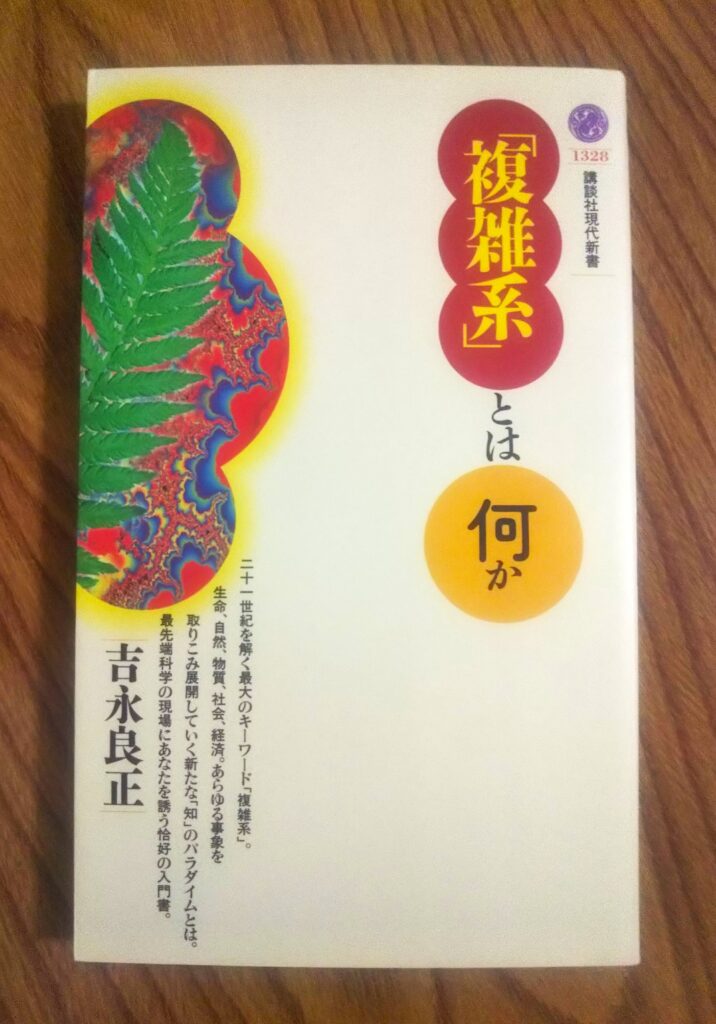 1328
講談社現代新書
「複雑系」とは何か
二十一世紀を解く最大のキーワード「複雑系」。
生命、自然、物質、社会、経済。あらゆる事象を
取りこみ展開していく新たな「知」のパラダイムとは。
最先端科学の現場にあなたを誘う恰好の入門書。
吉永良正